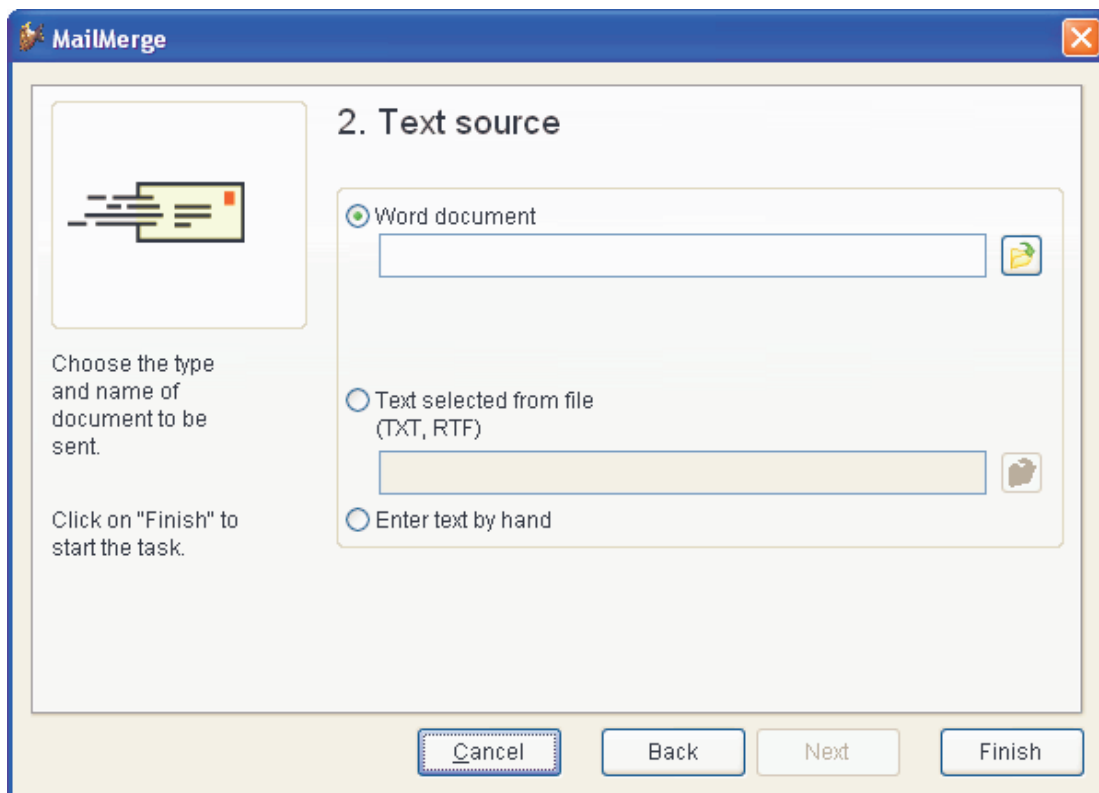 MailMerge
2. Text source
Word document
Choose the type
and name of
document to be
sent.
Text selected from file
(TXT, RTF)
Click on "Finish" to
start the task.
Enter text by hand
Cancel
Back
Next
Finish